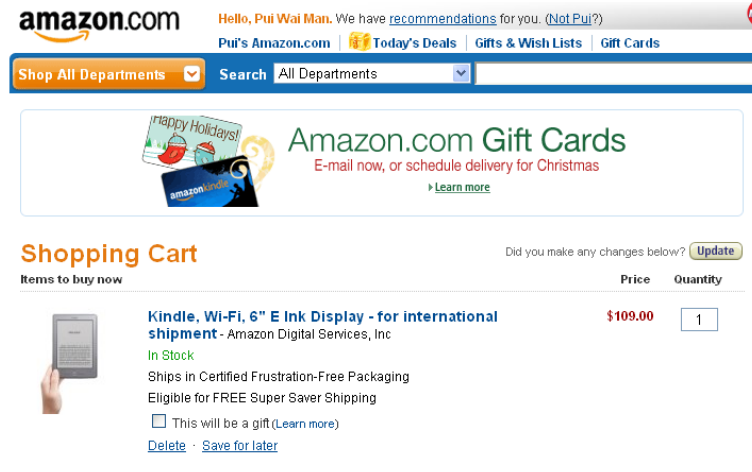 amazon.com
Hello, Pui Wai Man. We have recommendations for you. (Not Pui?)
Pui's Amazon.com
Today's Deals
Gifts & Wish Lists
Gift Cards
Shop All Departments
Search
All Departments
Happy Holidays!
amazonkindle
Amazon.com Gift Cards
E-mail now, or schedule delivery for Christmas
Learn more
Shopping Cart
Did you make any changes below? Update
Items to buy now
Price
Quantity
Kindle, Wi-Fi, 6" E Ink Display - for international
shipment - Amazon Digital Services, Inc
$109.00
1
In Stock
Ships in Certified Frustration-Free Packaging
Eligible for FREE Super Saver Shipping
This will be a gift (Learn more)
Delete · Save for later